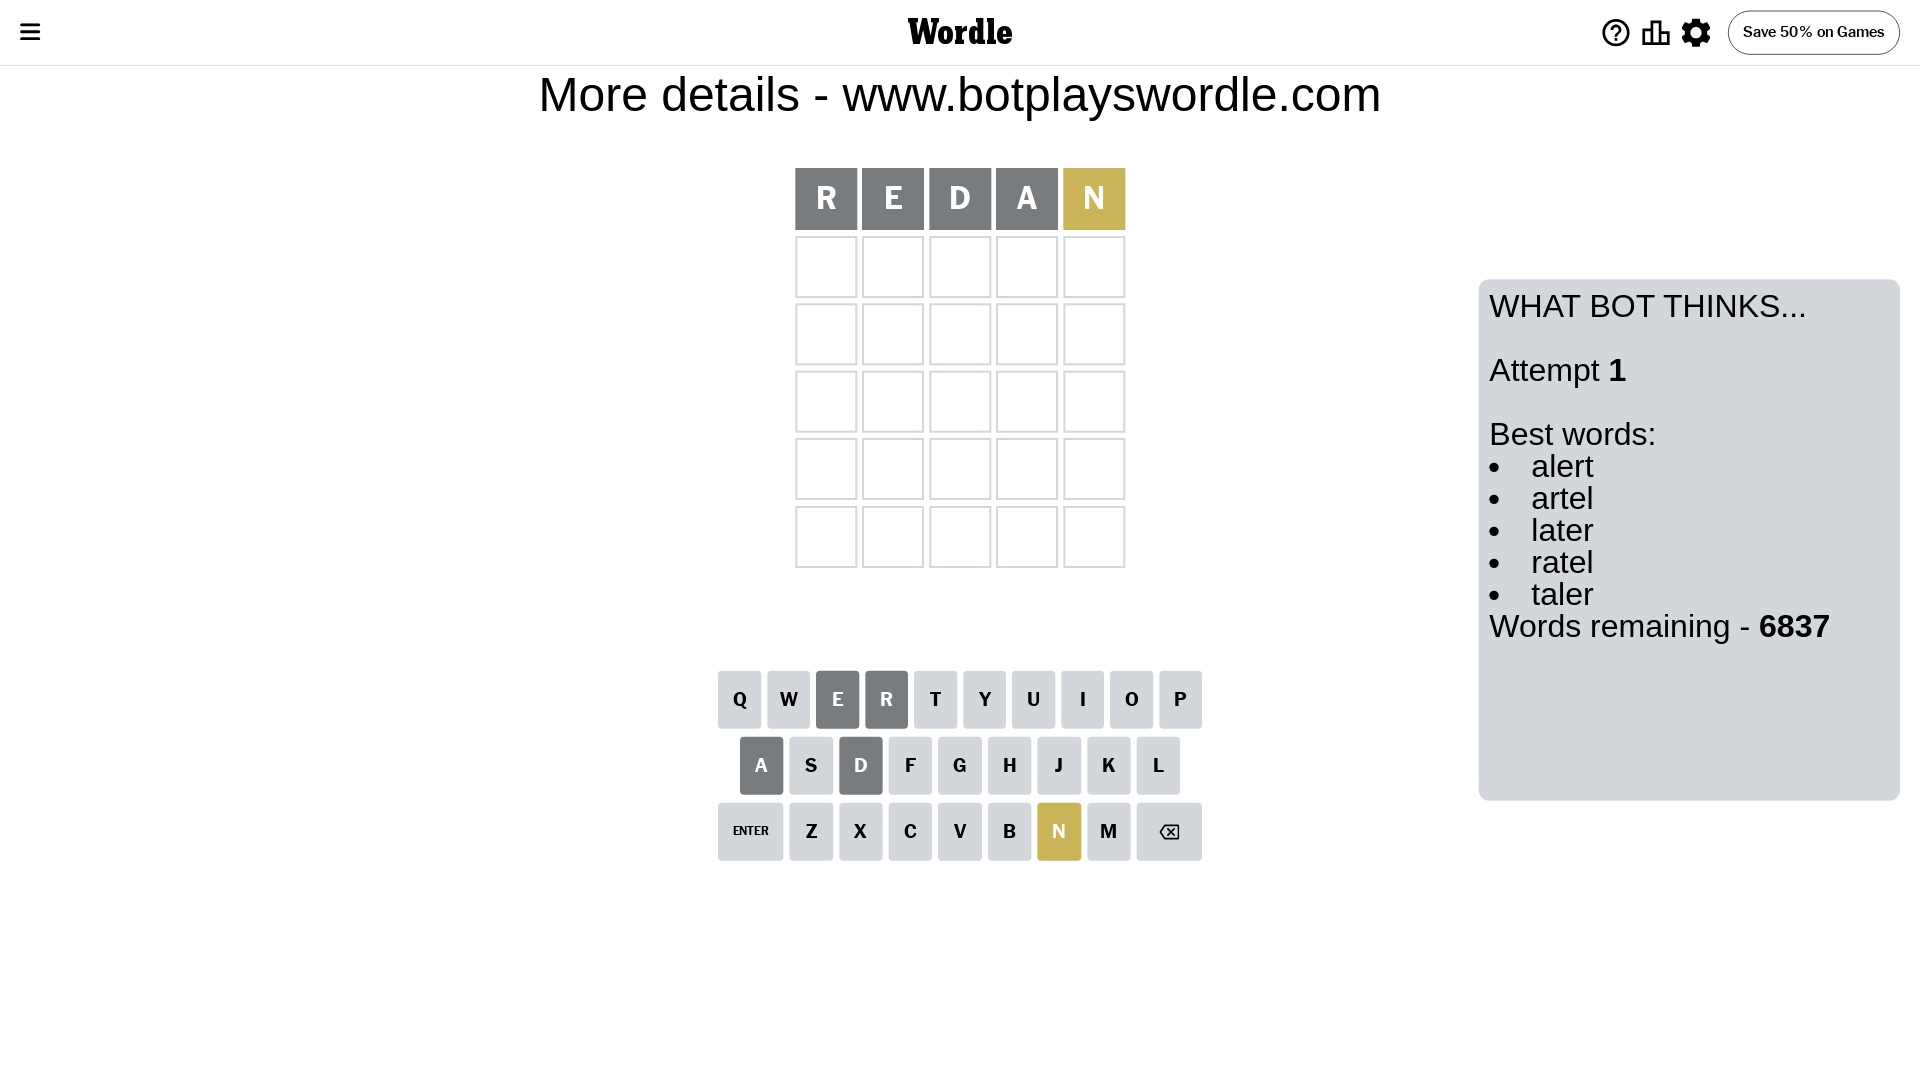 Wordle
Save 50% on Games
More details - www.botplayswordle.com
R E D A N
WHAT BOT THINKS...
Attempt 1
Best words:
• alert
• artel
• later
• ratel
• taler
Words remaining - 6837
Q W E R T Y U I O P
A S D F G H J K L
ENTER Z X C V B N M